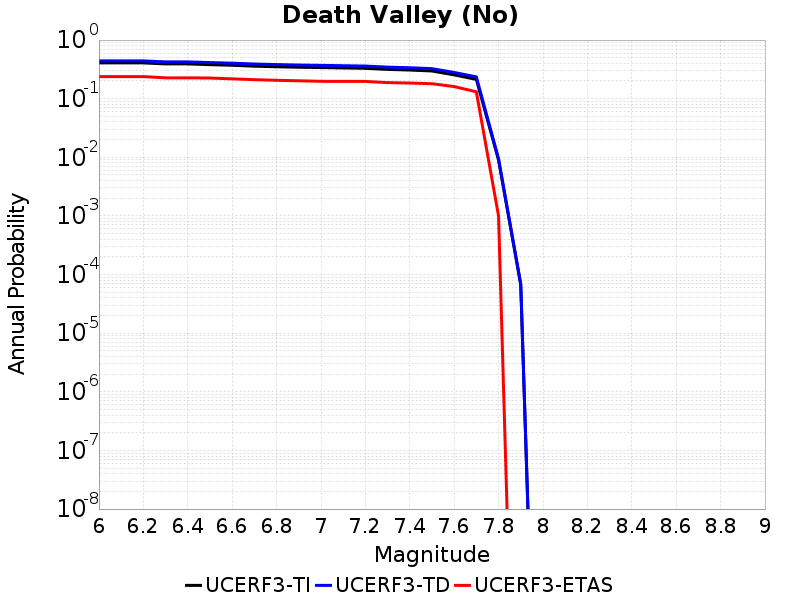 Death Valley (No)
10^0
10^-1
10^-2
10^-3
10^-4
10^-5
10^-6
10^-7
10^-8
Annual Probability
6 6.2 6.4 6.6 6.8 7 7.2 7.4 7.6 7.8 8 8.2 8.4 8.6 8.8 9
Magnitude
UCERF3-TI UCERF3-TD UCERF3-ETAS